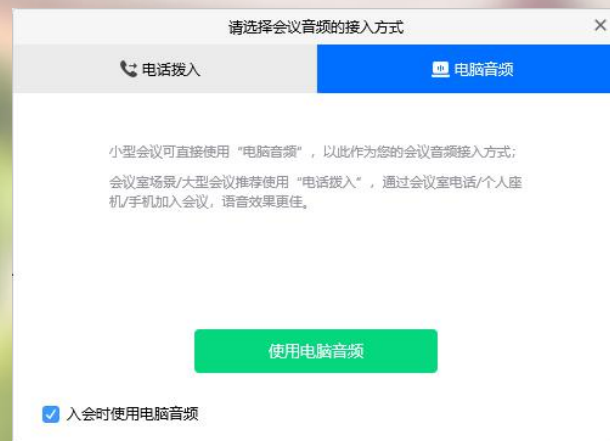 请选择会议音频的接入方式
电话拨入
电脑音频
小型会议可直接使用“电脑音频”，以此作为您的会议音频接入方式；
会议室场景/大型会议推荐使用“电话拨入”，通过会议室电话/个人座
机/手机加入会议，语音效果更佳。
使用电脑音频
入会时使用电脑音频